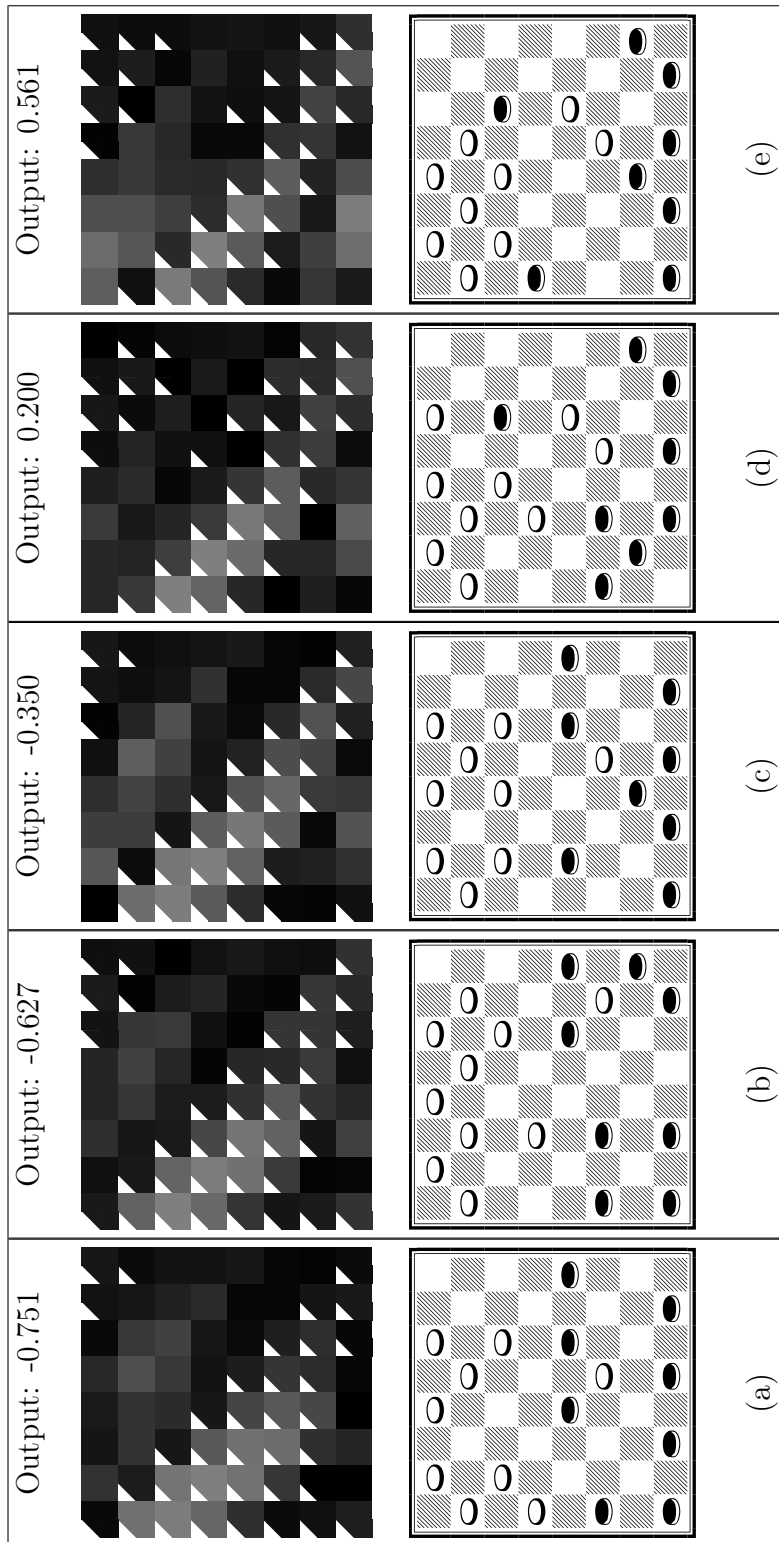 Output: -0.751
(a)
Output: -0.627
(b)
Output: -0.350
(c)
Output: 0.200
(d)
Output: 0.561
(e)